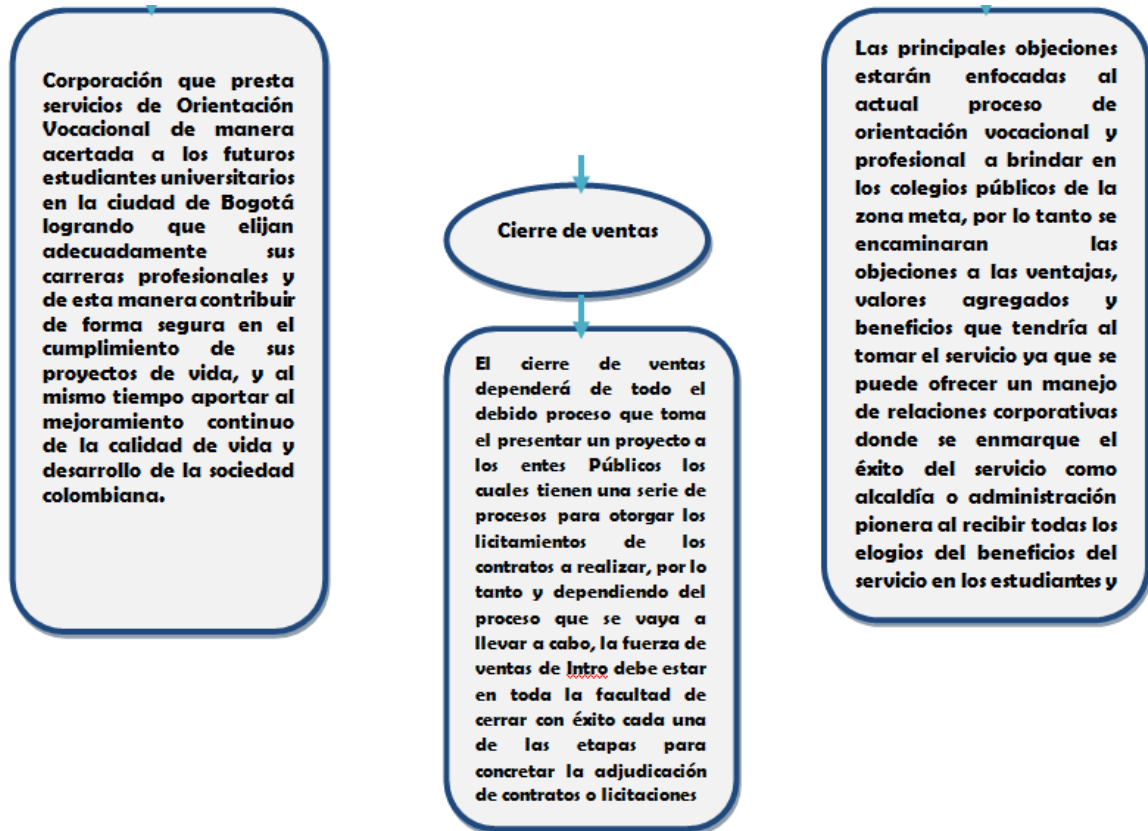 Corporación que presta
servicios de Orientación
Vocacional de manera
acertada a los futuros
estudiantes universitarios
en la ciudad de Bogotá
logrando que elijan
adecuadamente sus
carreras profesionales y
de esta manera contribuir
de forma segura en el
cumplimiento de sus
proyectos de vida, y al
mismo tiempo aportar al
mejoramiento continuo
de la calidad de vida y
desarrollo de la sociedad
colombiana.
Cierre de ventas
El cierre de ventas
dependerá de todo el
debido proceso que toma
el presentar un proyecto a
los entes Públicos los
cuales tienen una serie de
procesos para otorgar los
licitamientos de los
contratos a realizar, por lo
tanto y dependiendo del
proceso que se vaya a
llevar a cabo, la fuerza de
ventas de Intro debe estar
en toda la facultad de
cerrar con éxito cada una
de las etapas para
concretar la adjudicación
de contratos o licitaciones
Las principales objeciones
estarán enfocadas al
actual proceso de
orientación vocacional y
profesional a brindar en
los colegios públicos de la
zona meta, por lo tanto se
encaminaran las
objeciones a las ventajas,
valores agregados y
beneficios que tendría al
tomar el servicio ya que se
puede ofrecer un manejo
de relaciones corporativas
donde se enmarque el
éxito del servicio como
alcaldía o administración
pionera al recibir todas los
elogios del beneficios del
servicio en los estudiantes y